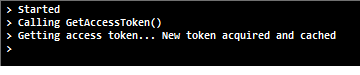 > Started
> Calling GetAccessToken()
> Getting access token... New token acquired and cached
>